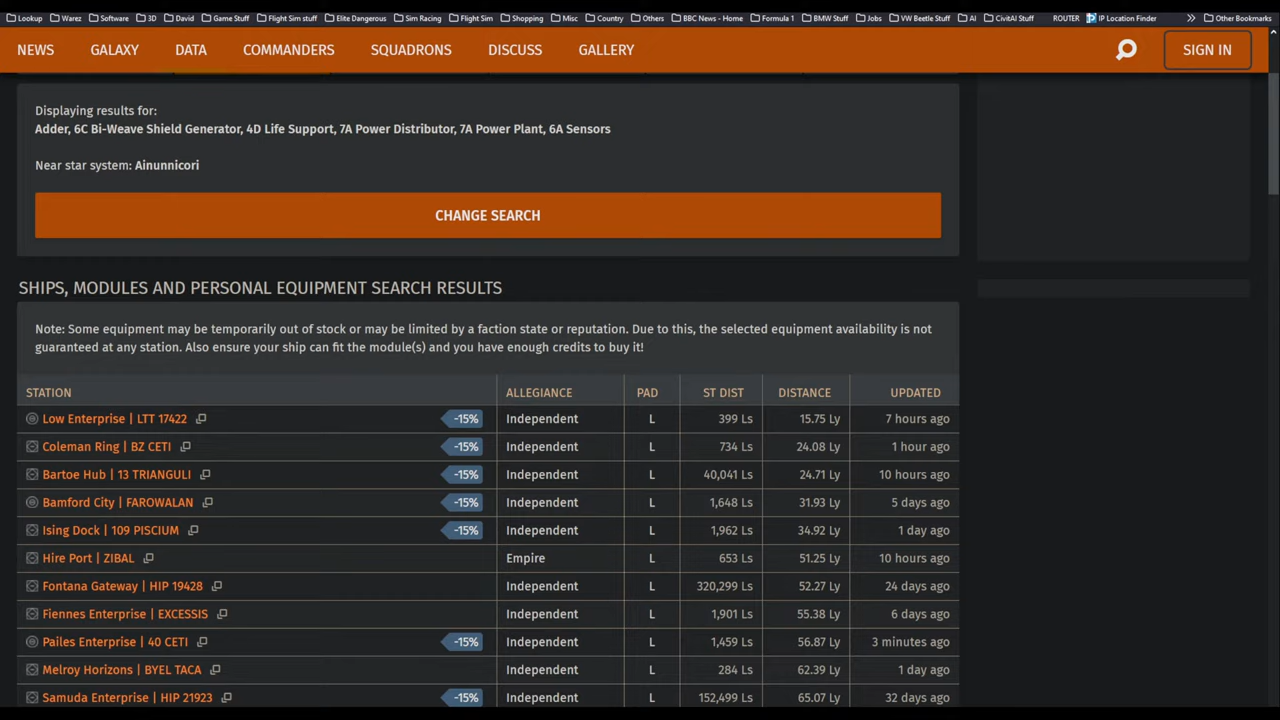 Lookup Warez Software 3D David Game Stuff Flight Sim stuff Elite Dangerous Sim Racing Flight Sim Shopping Misc Country Others BBC News - Home Formula 1 BMW Stuff Jobs VW Beetle Stuff AI CivitAI Stuff ROUTER IP Location Finder Other Bookmarks
NEWS GALAXY DATA COMMANDERS SQUADRONS DISCUSS GALLERY SIGN IN
Displaying results for:
Adder, 6C Bi-Weave Shield Generator, 4D Life Support, 7A Power Distributor, 7A Power Plant, 6A Sensors
Near star system: Ainunnicori
CHANGE SEARCH
SHIPS, MODULES AND PERSONAL EQUIPMENT SEARCH RESULTS
Note: Some equipment may be temporarily out of stock or may be limited by a faction state or reputation. Due to this, the selected equipment availability is not
guaranteed at any station. Also ensure your ship can fit the module(s) and you have enough credits to buy it!
STATION ALLEGIANCE PAD ST DIST DISTANCE UPDATED
Low Enterprise | LTT 17422 -15% Independent L 399 Ls 15.75 Ly 7 hours ago
Coleman Ring | BZ CETI -15% Independent L 734 Ls 24.08 Ly 1 hour ago
Bartoe Hub | 13 TRIANGULI -15% Independent L 40,041 Ls 24.71 Ly 10 hours ago
Bamford City | FAROWALAN -15% Independent L 1,648 Ls 31.93 Ly 5 days ago
Ising Dock | 109 PISCIUM -15% Independent L 1,962 Ls 34.92 Ly 1 day ago
Hire Port | ZIBAL Empire L 653 Ls 51.25 Ly 10 hours ago
Fontana Gateway | HIP 19428 Independent L 320,299 Ls 52.27 Ly 24 days ago
Fiennes Enterprise | EXCESSIS Independent L 1,901 Ls 55.38 Ly 6 days ago
Pailes Enterprise | 40 CETI -15% Independent L 1,459 Ls 56.87 Ly 3 minutes ago
Melroy Horizons | BYEL TACA Independent L 284 Ls 62.39 Ly 1 day ago
Samuda Enterprise | HIP 21923 -15% Independent L 152,499 Ls 65.07 Ly 32 days ago